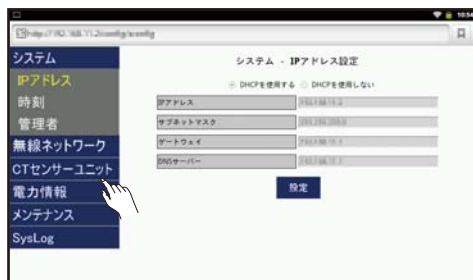 10:54
システム
IPアドレス
時刻
管理者
無線ネットワーク
CTセンサーユニット
電力情報
メンテナンス
SysLog
システム - IPアドレス設定
DHCPを使用する DHCPを使用しない
IPアドレス
サブネットマスク
ゲートウェイ
DNSサーバー
設定